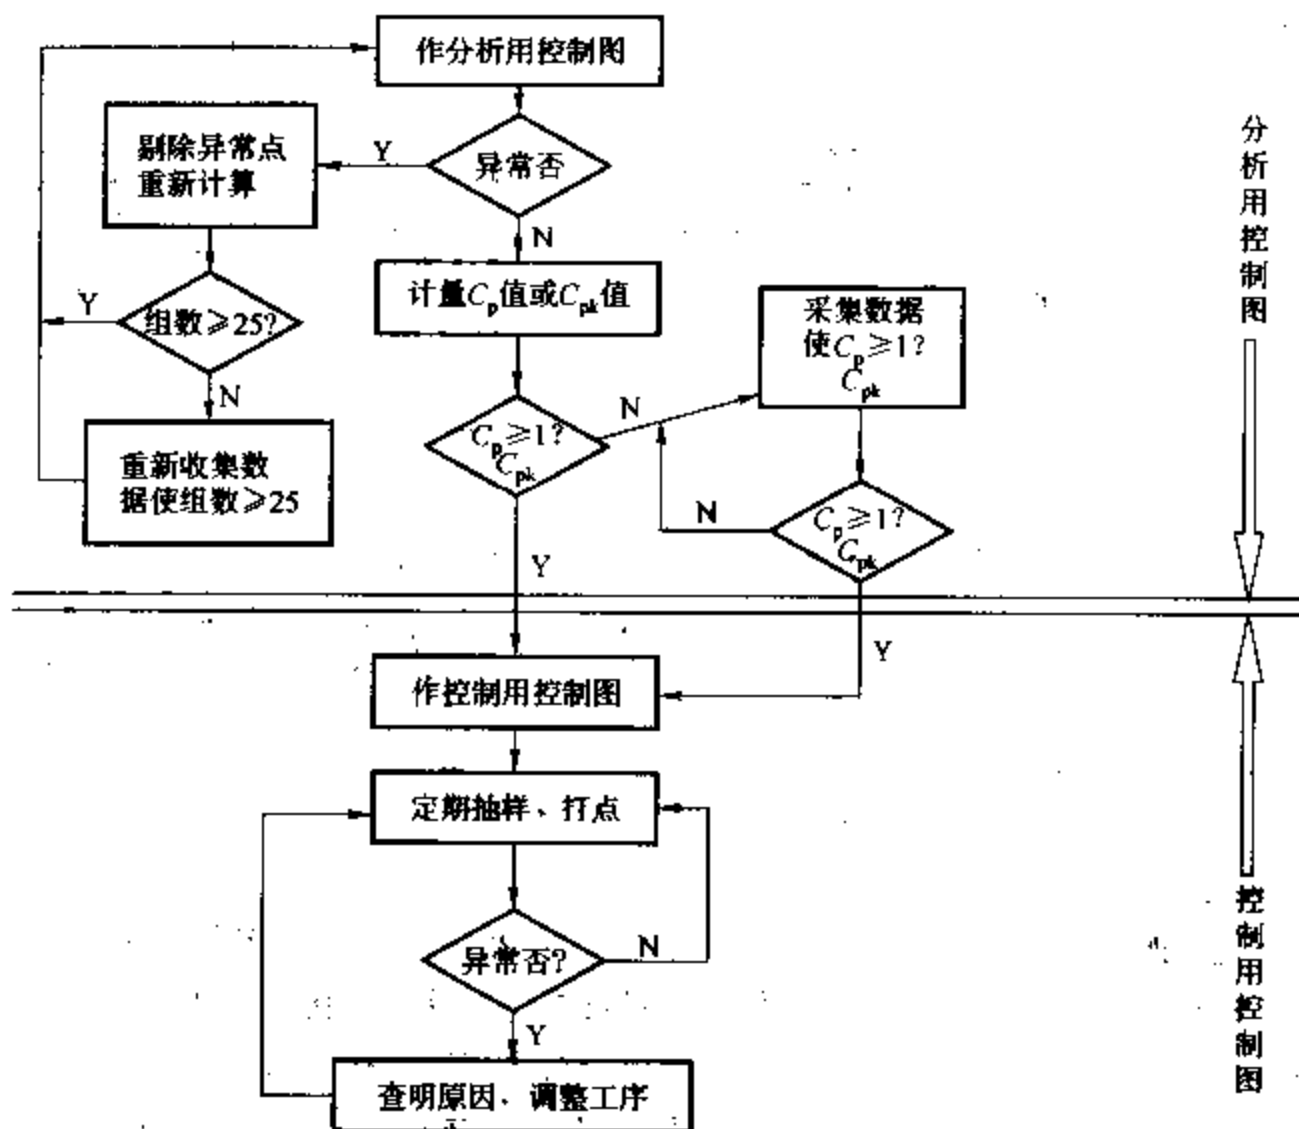 作分析用控制图
异常否
Y
剔除异常点
重新计算
N
计量Cp值或Cpk值
组数≥25?
Y
N
重新收集数
据使组数≥25
Cp≥1?
Cpk
N
采集数据
使Cp≥1?
Cpk
Cp≥1?
Cpk
N
Y
Y
作控制用控制图
定期抽样、打点
异常否?
N
Y
查明原因、调整工序
分析用控制图
控制用控制图